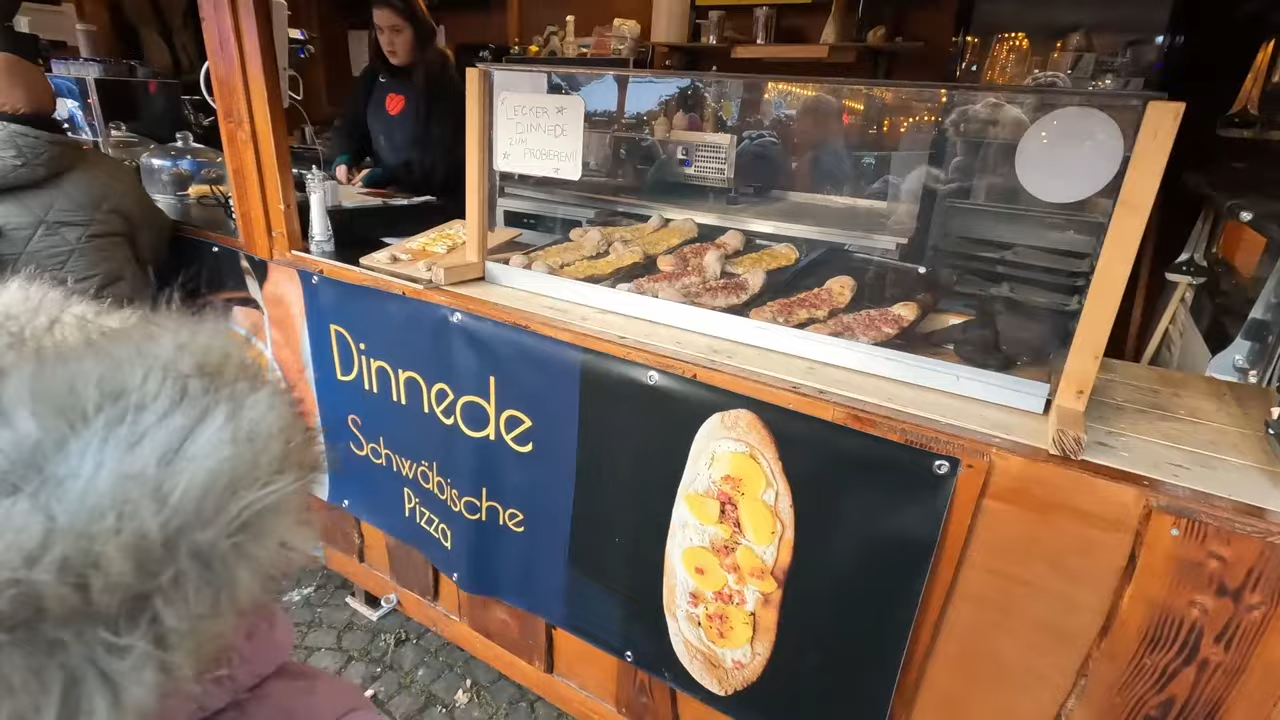 LECKER
DINNEDE
ZUM
PROBIEREN!!
Dinnede
Schwäbische
Pizza